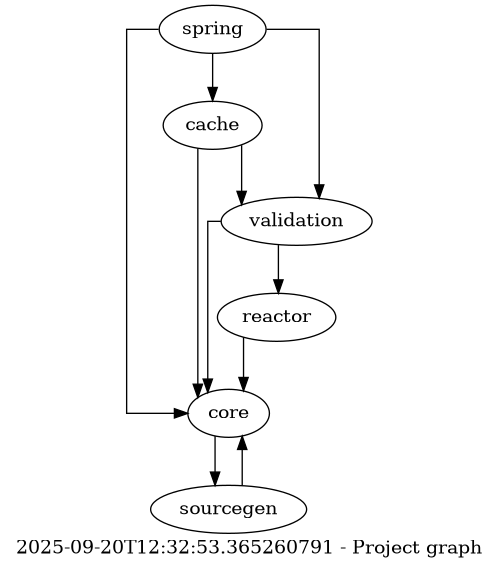 spring
cache
validation
reactor
core
sourcegen
2025-09-20T12:32:53.365260791 - Project graph